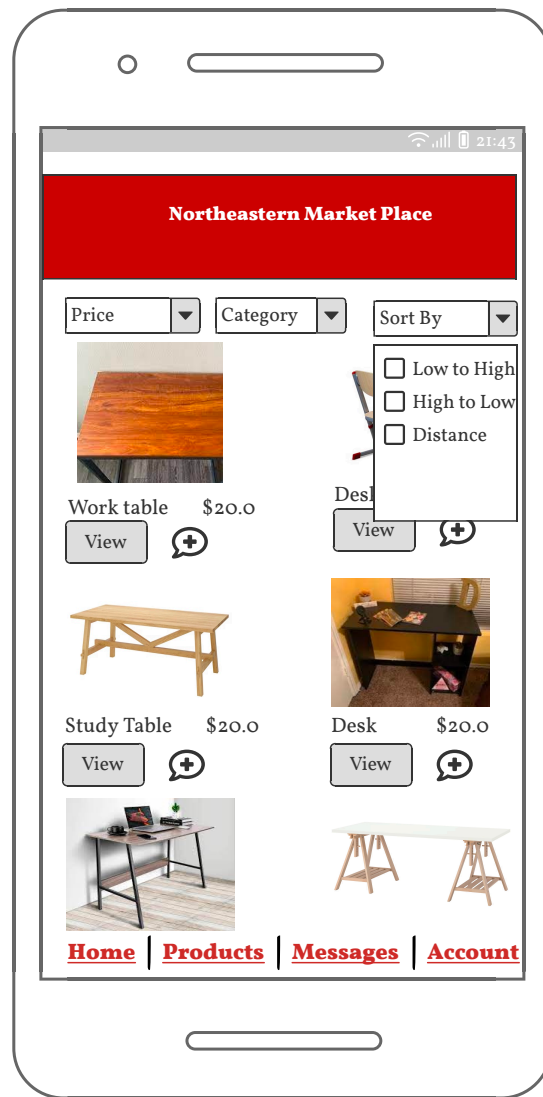 21:43
Northeastern Market Place
Price Category Sort By
Low to High
High to Low
Distance
Work table $20.0
Desk
View View
Study Table $20.0 Desk $20.0
View View
Home Products Messages Account